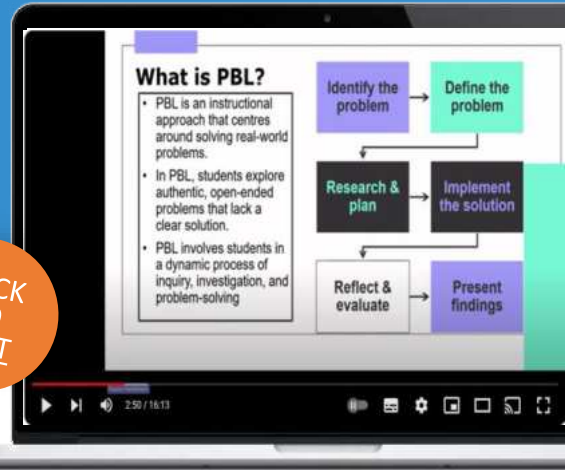 What is PBL?
• PBL is an instructional
approach that centres
around solving real-world
problems.
• In PBL, students explore
authentic, open-ended
problems that lack a
clear solution.
• PBL involves students in
a dynamic process of
inquiry, investigation, and
problem-solving
Identify the
problem
Define the
problem
Research &
plan
Implement
the solution
Reflect &
evaluate
Present
findings
2:50 / 16:13